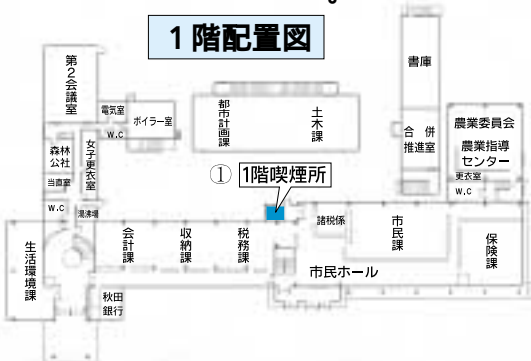 1階配置図
第2会議室
電気室
ボイラー室
W.C
都市計画課
土木課
書庫
合併
推進室
農業委員会
農業指導
センター
更衣室
W.C
森林
公社
女子更衣室
当直室
W.C
湯沸場
① 1階喫煙所
生活環境課
会計課
収納課
税務課
諸税係
市民課
保険課
市民ホール
秋田
銀行